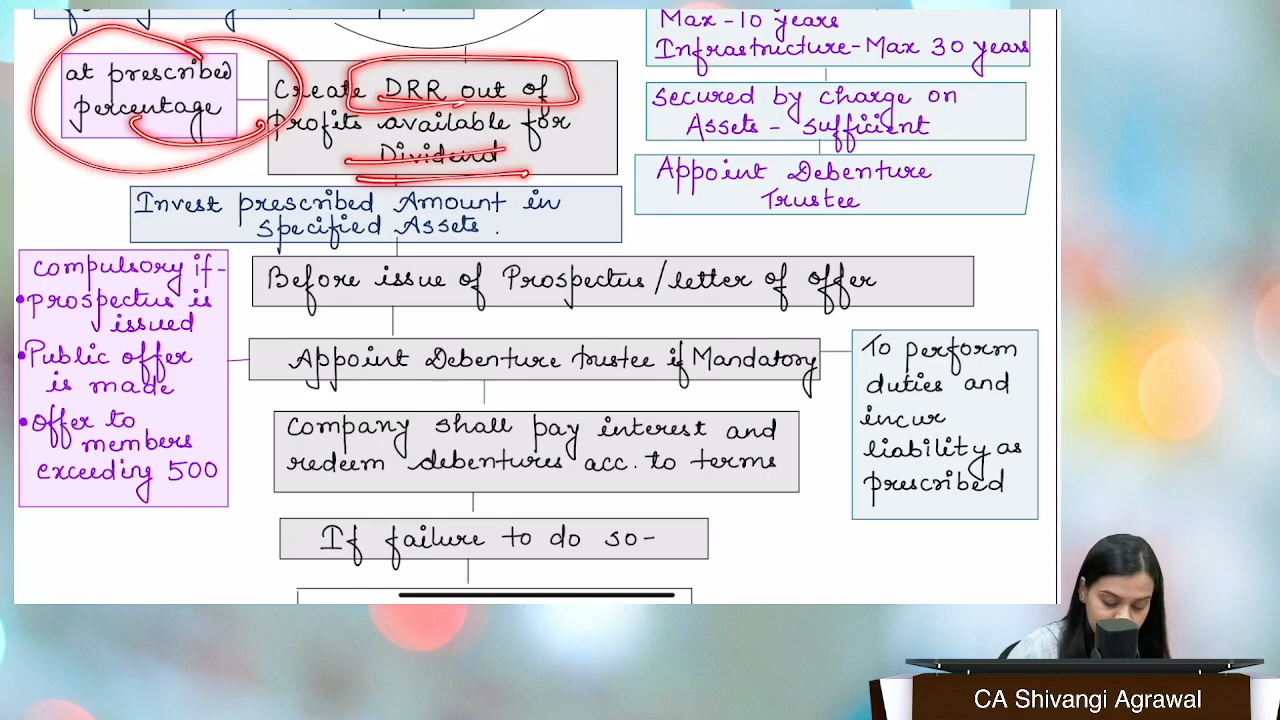 Max - 10 years
Infrastructure - Max 30 years
at prescribed
percentage
Create DRR out of
profits available for
Dividend
Secured by charge on
Assets - sufficient
Appoint Debenture
Trustee
Invest prescribed Amount in
specified Assets.
Compulsory if-
• prospectus is
issued
• Public offer
is made
• Offer to
members
exceeding 500
Before issue of Prospectus/letter of offer
Appoint Debenture trustee if Mandatory
To perform
duties and
incur
liability as
prescribed
Company shall pay interest and
redeem debentures acc. to terms
If failure to do so-
CA Shivangi Agrawal